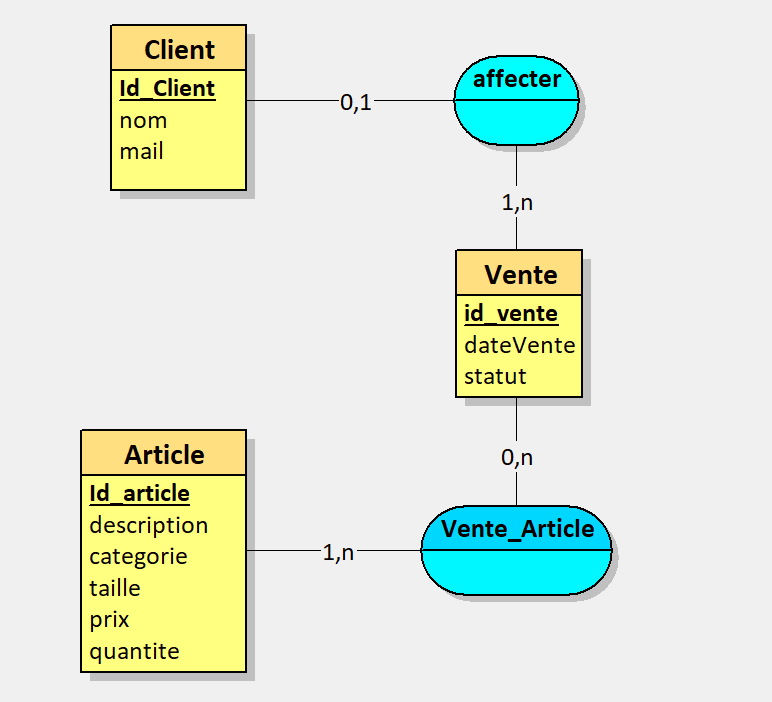 Client
Id_Client
nom
mail
0,1
affecter
1,n
Vente
id_vente
dateVente
statut
0,n
Vente_Article
1,n
Article
Id_article
description
categorie
taille
prix
quantite